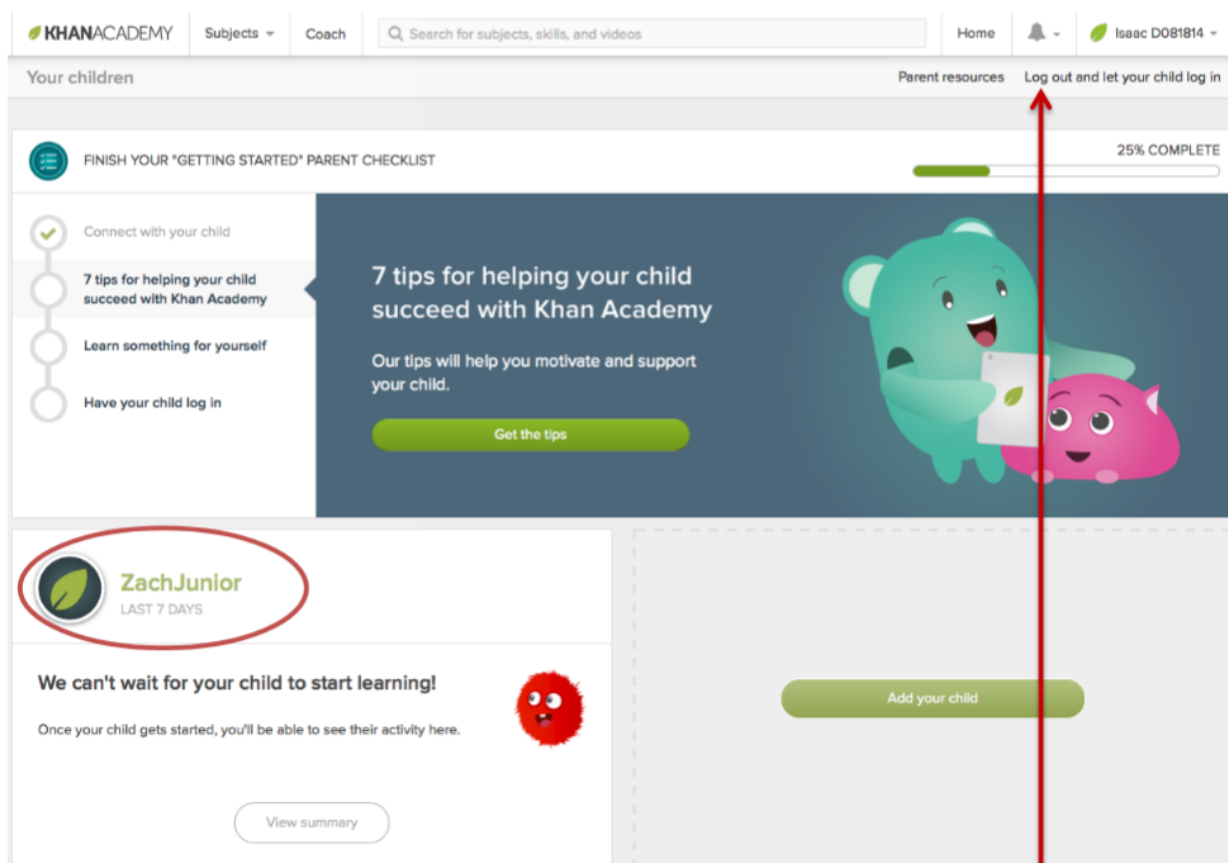 KHANACADEMY Subjects Coach Search for subjects, skills, and videos Home Isaac D081814
Your children Parent resources Log out and let your child log in
FINISH YOUR "GETTING STARTED" PARENT CHECKLIST 25% COMPLETE
Connect with your child
7 tips for helping your child
succeed with Khan Academy
Learn something for yourself
Have your child log in
7 tips for helping your child
succeed with Khan Academy
Our tips will help you motivate and support
your child.
Get the tips
ZachJunior
LAST 7 DAYS
We can't wait for your child to start learning!
Once your child gets started, you'll be able to see their activity here.
View summary
Add your child